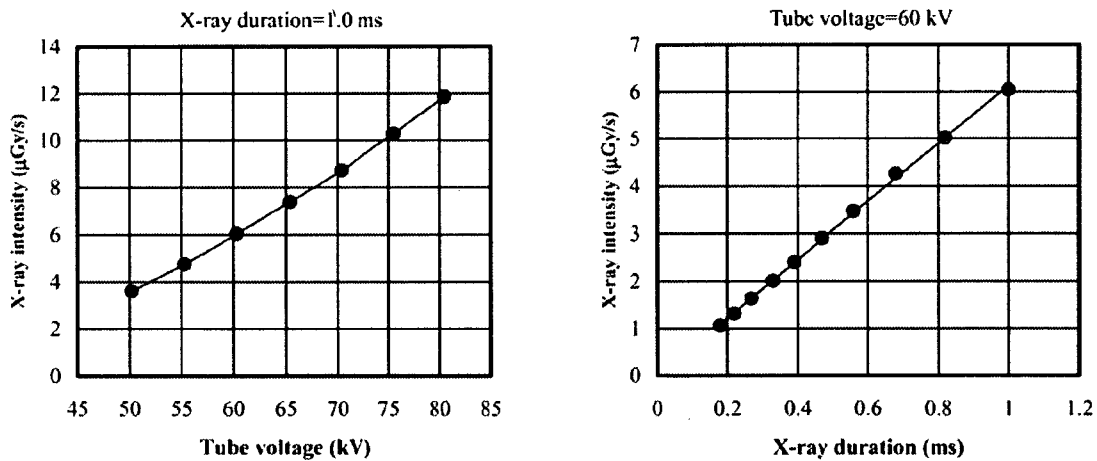 X-ray duration=1.0 ms
14
12
10
8
6
4
2
0
X-ray intensity (μGy/s)
45 50 55 60 65 70 75 80 85
Tube voltage (kV)
Tube voltage=60 kV
7
6
5
4
3
2
1
0
X-ray intensity (μGy/s)
0 0.2 0.4 0.6 0.8 1 1.2
X-ray duration (ms)